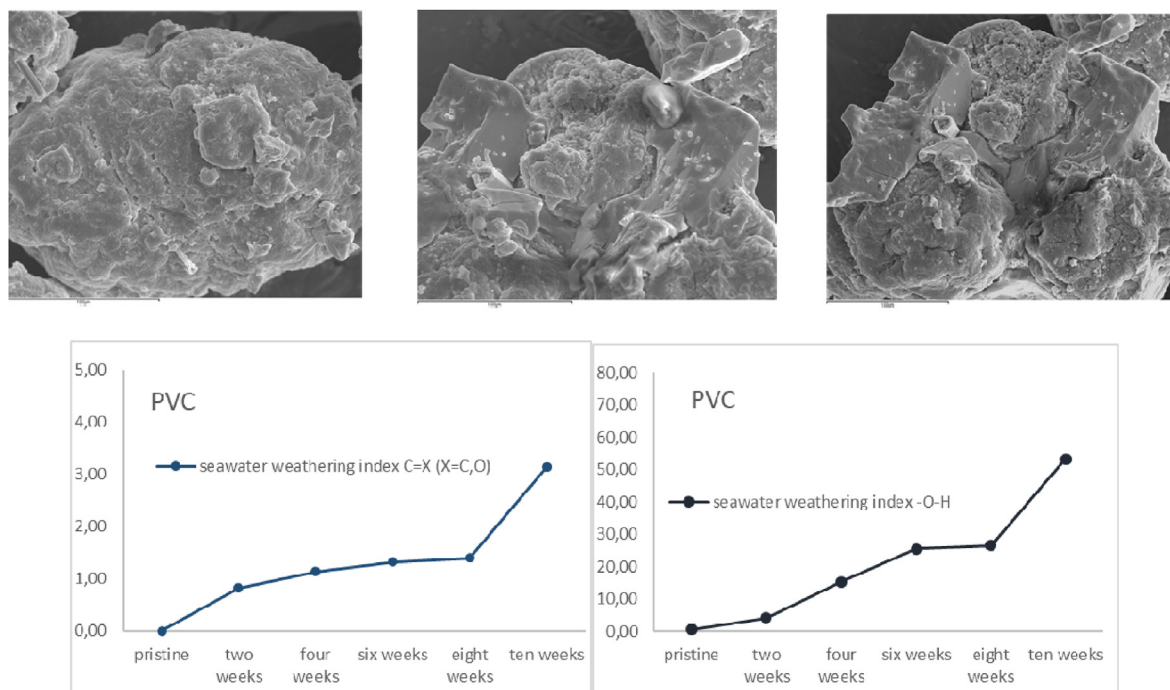 5,00
4,00
3,00
2,00
1,00
0,00
PVC
seawater weathering index C=X (X=C,O)
pristine
two
weeks
four
weeks
six weeks
eight
weeks
ten weeks
80,00
70,00
60,00
50,00
40,00
30,00
20,00
10,00
0,00
PVC
seawater weathering index -O-H
pristine
two
weeks
four
weeks
six weeks
eight
weeks
ten weeks